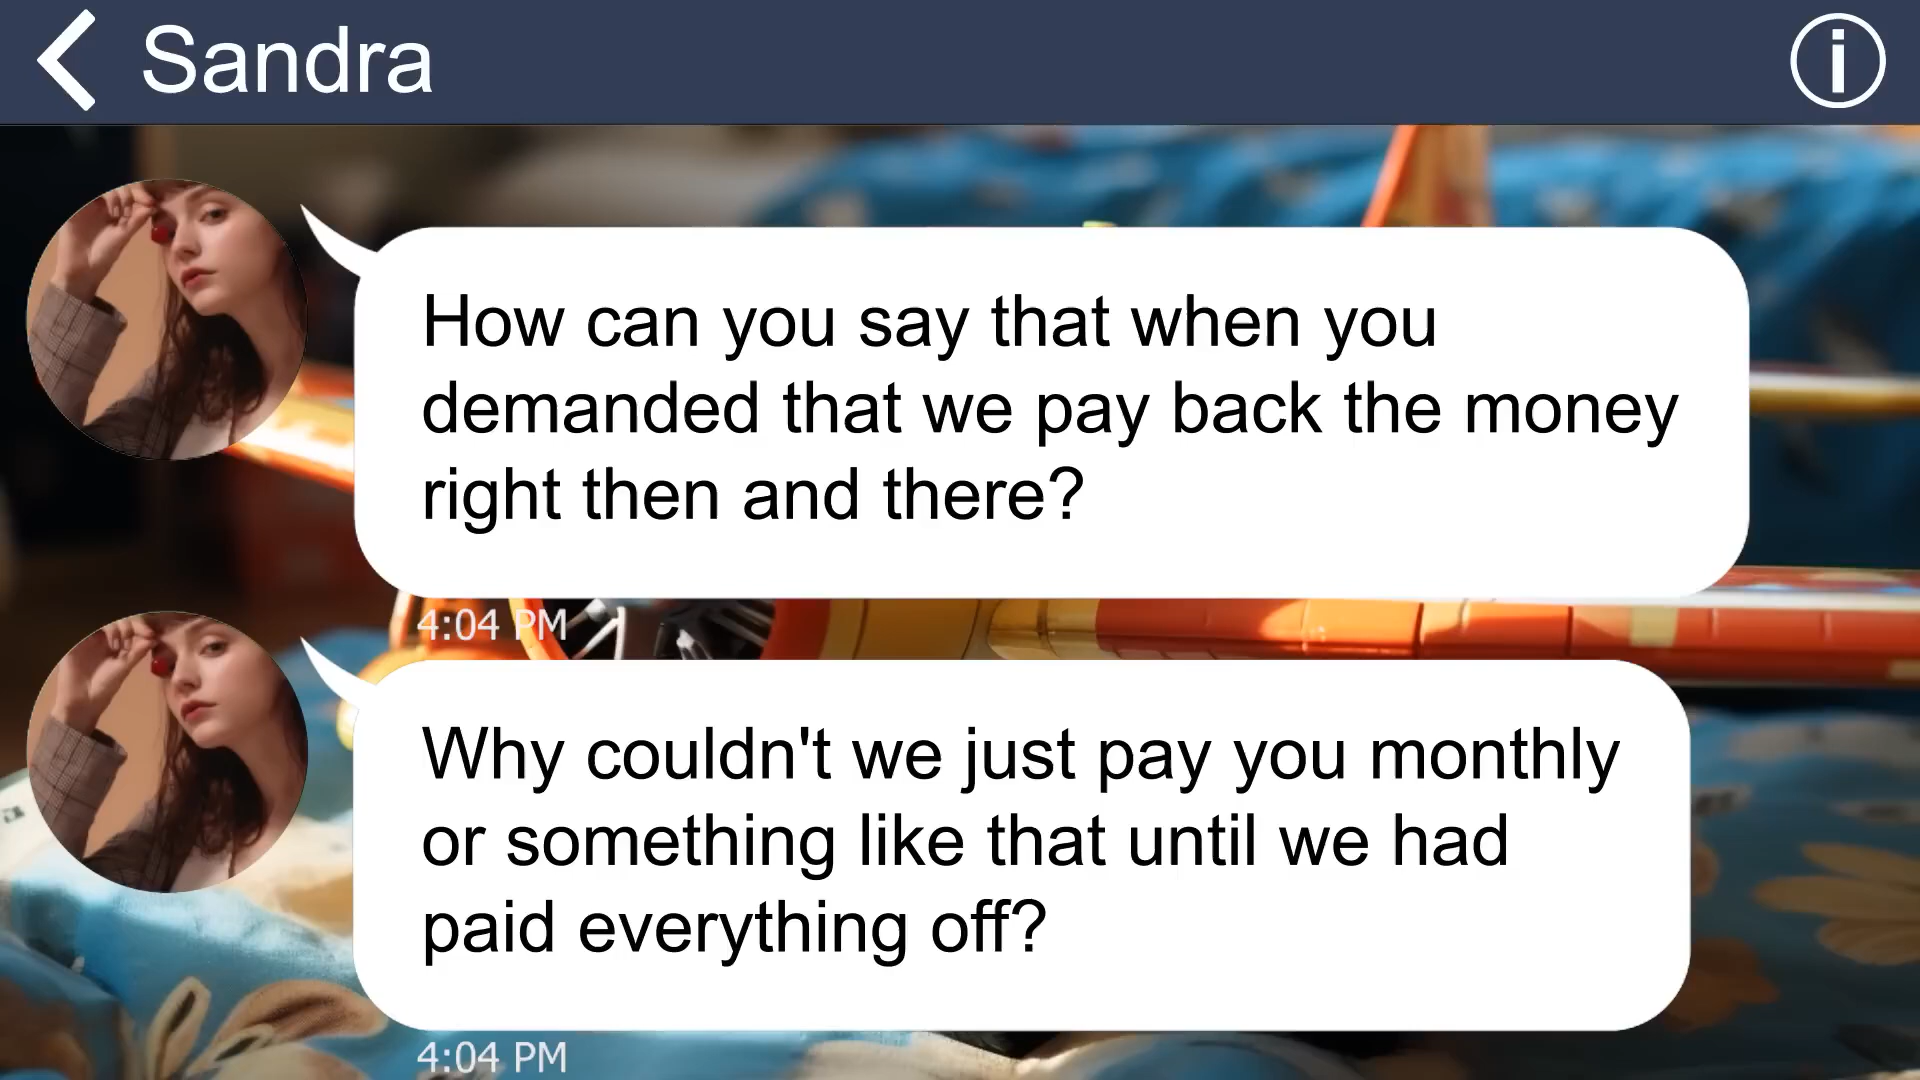 Sandra
How can you say that when you
demanded that we pay back the money
right then and there?
4:04 PM
Why couldn't we just pay you monthly
or something like that until we had
paid everything off?
4:04 PM